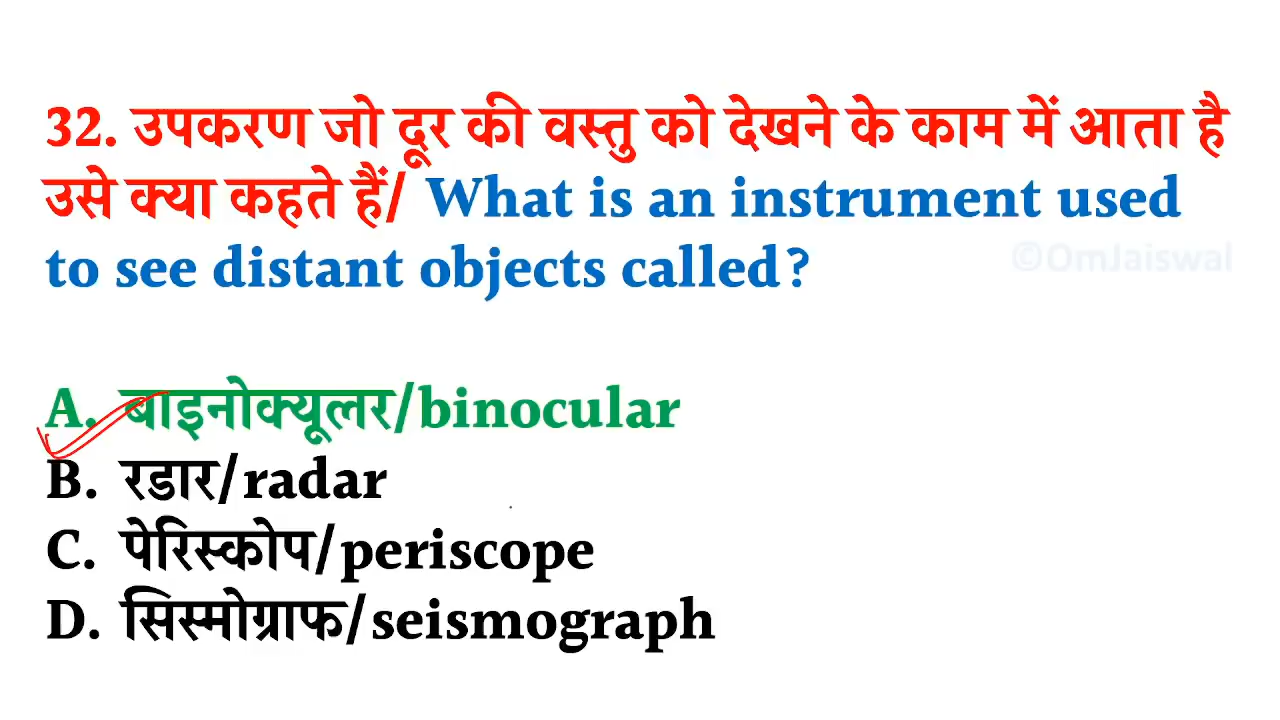 32. उपकरण जो दूर की वस्तु को देखने के काम में आता है
उसे क्या कहते हैं/ What is an instrument used
to see distant objects called?
©OmJaiswal
A. बाइनोक्यूलर/binocular
B. रडार/radar
C. पेरिस्कोप/periscope
D. सिस्मोग्राफ/seismograph